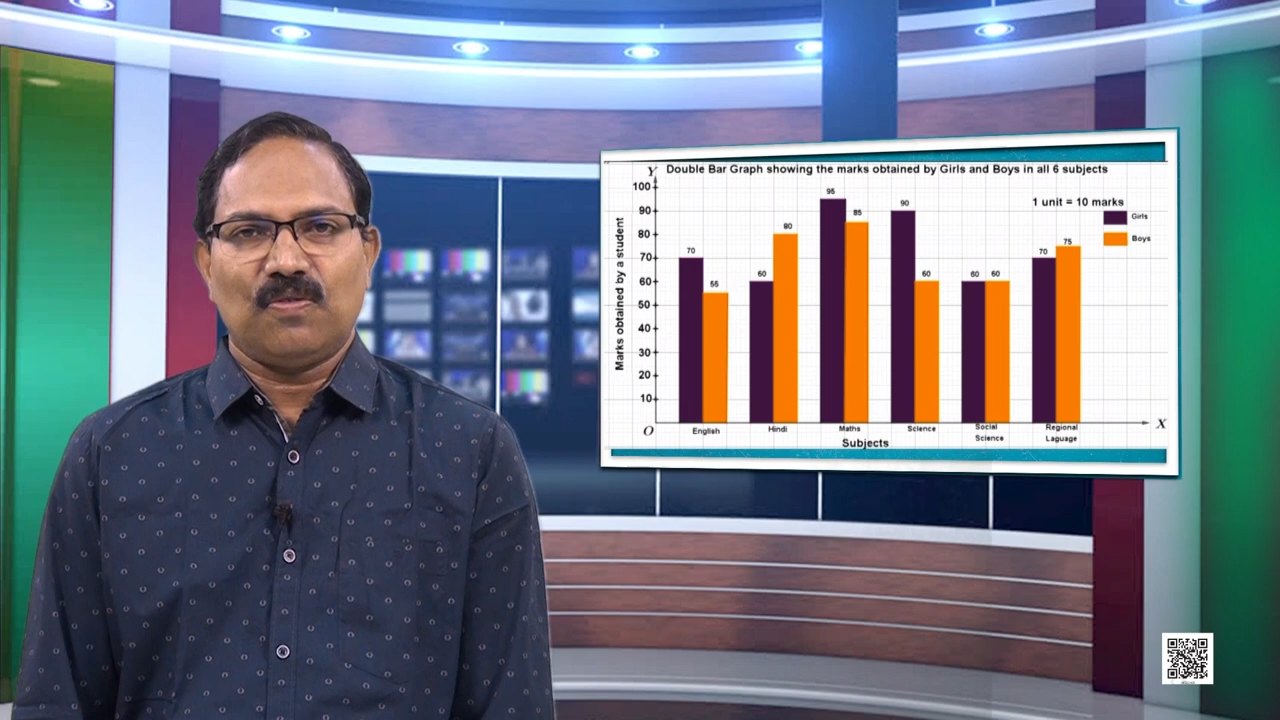 Y Double Bar Graph showing the marks obtained by Girls and Boys in all 6 subjects
1 unit = 10 marks
Girls
Boys
Marks obtained by a student
100
90
80
70
60
50
40
30
20
10
70
55
60
80
95
85
90
60
60
60
70
75
O
X
English
Hindi
Maths
Science
Social
Science
Regional
Laguage
Subjects